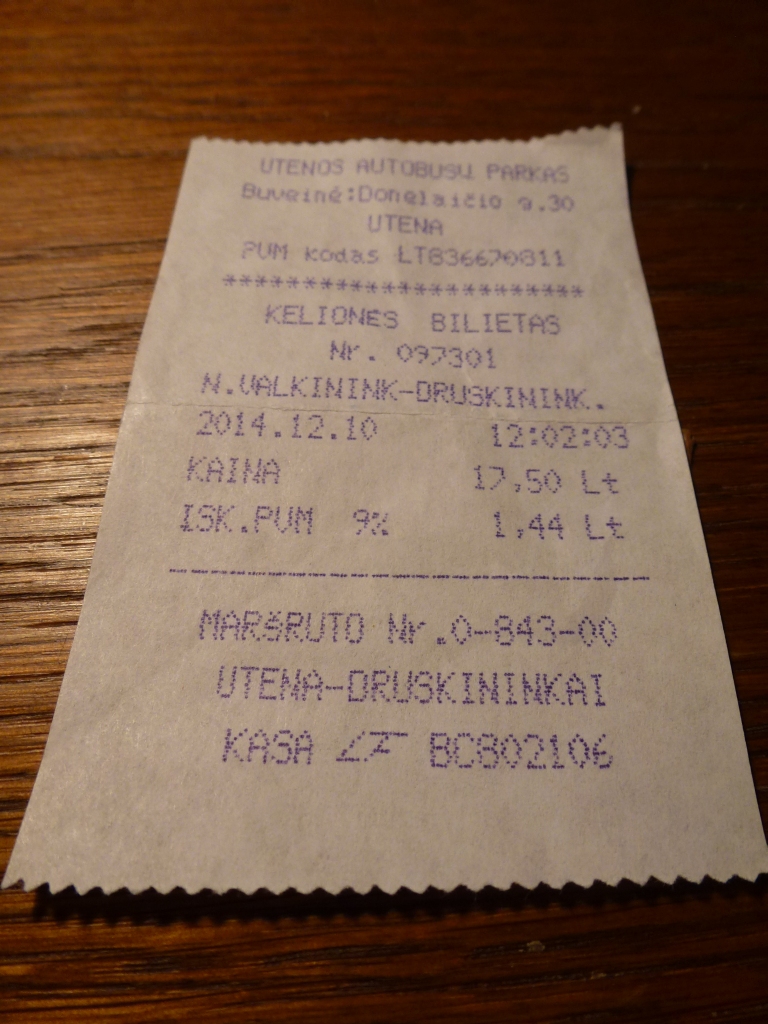 UTENOS AUTOBUSŲ PARKAS
Buveinė:Donelaičio g.30
UTENA
PVM kodas LT836670811
************************
KELIONES BILIETAS
Nr. 097301
N.VALKININK-DRUSKININK.
2014.12.10 12:02:03
KAINA 17,50 Lt
ISK.PVM 9% 1,44 Lt
MARŠRUTO Nr.0-843-00
UTENA-DRUSKININKAI
KASA LF BC802106